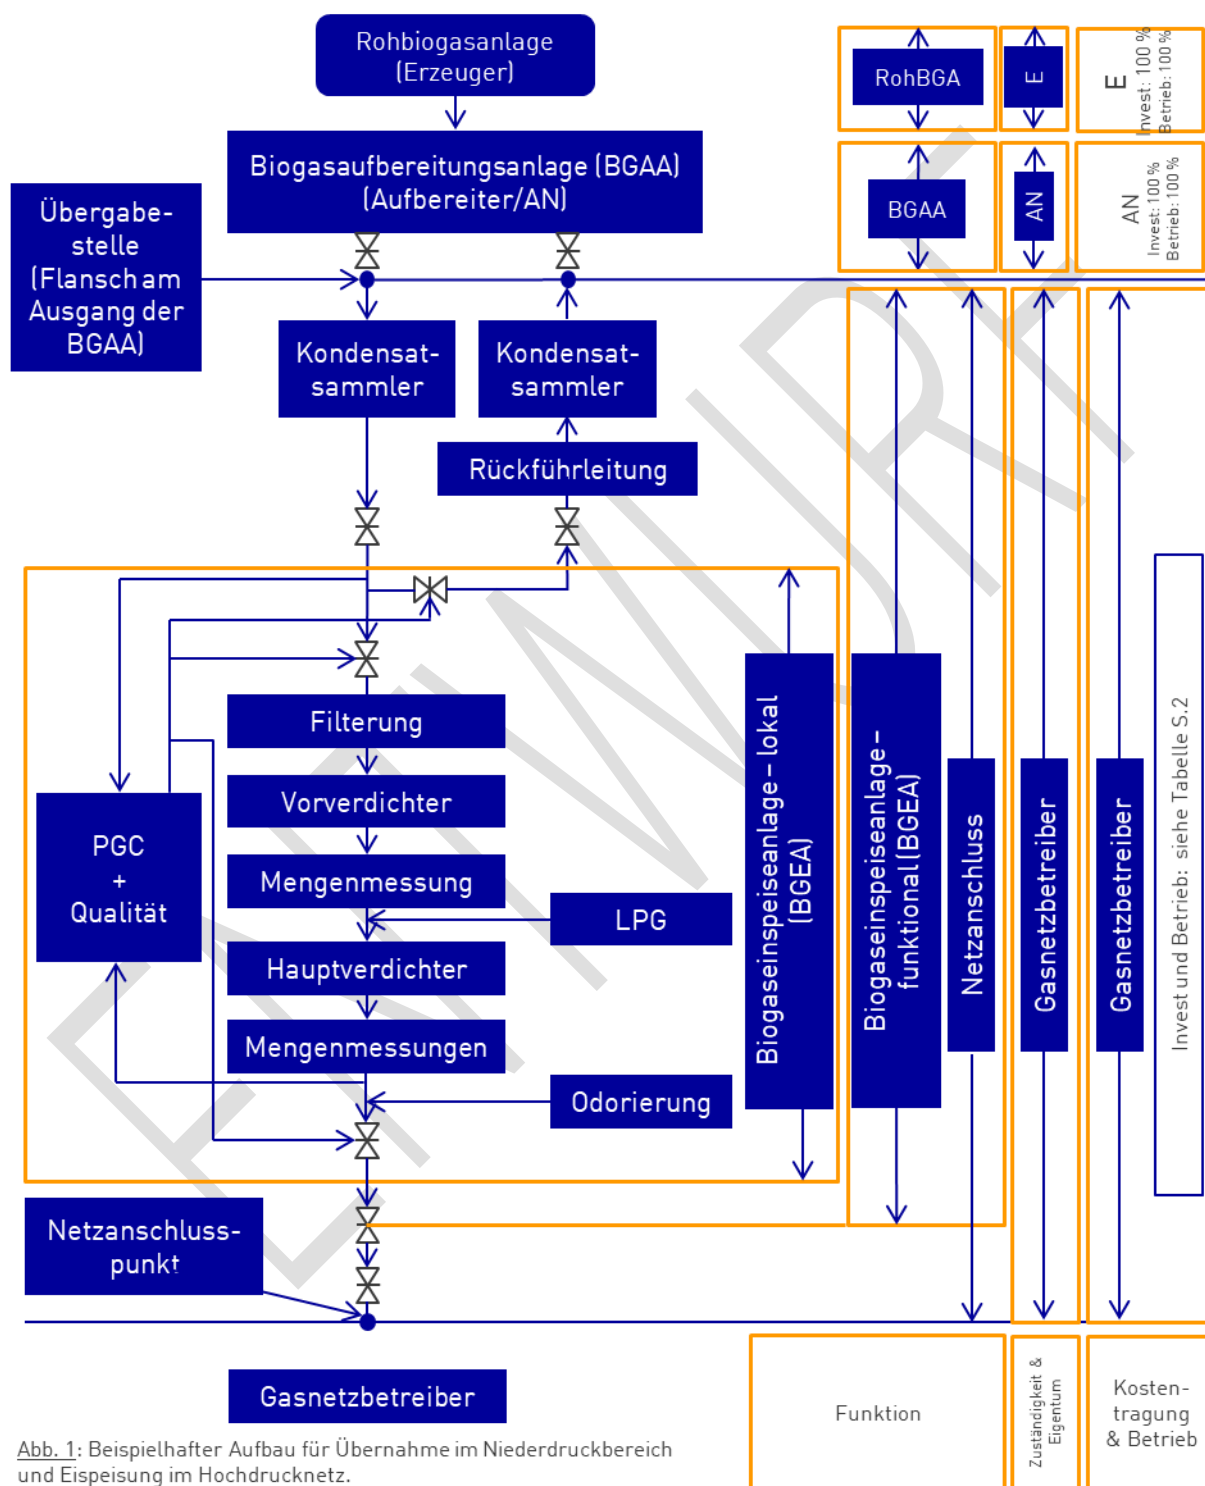 Rohbiogasanlage
(Erzeuger)
Biogasaufbereitungsanlage (BGAA)
(Aufbereiter/AN)
Übergabe-
stelle
(Flansch am
Ausgang der
BGAA)
Kondensat-
sammler
Kondensat-
sammler
Rückführleitung
Filterung
Vorverdichter
Mengenmessung
LPG
Hauptverdichter
Mengenmessungen
Odorierung
PGC
+
Qualität
Netzanschluss-
punkt
Gasnetzbetreiber
RohBGA
E
E
Invest: 100 %
Betrieb: 100 %
BGAA
AN
AN
Invest: 100 %
Betrieb: 100 %
Biogaseinspeiseanlage – lokal
(BGEA)
Biogaseinspeiseanlage –
funktional (BGEA)
Netzanschluss
Gasnetzbetreiber
Gasnetzbetreiber
Invest und Betrieb: siehe Tabelle S.2
Funktion
Zuständigkeit &
Eigentum
Kosten-
tragung
& Betrieb
ENTWURF
Abb. 1: Beispielhafter Aufbau für Übernahme im Niederdruckbereich
und Eispeisung im Hochdrucknetz.